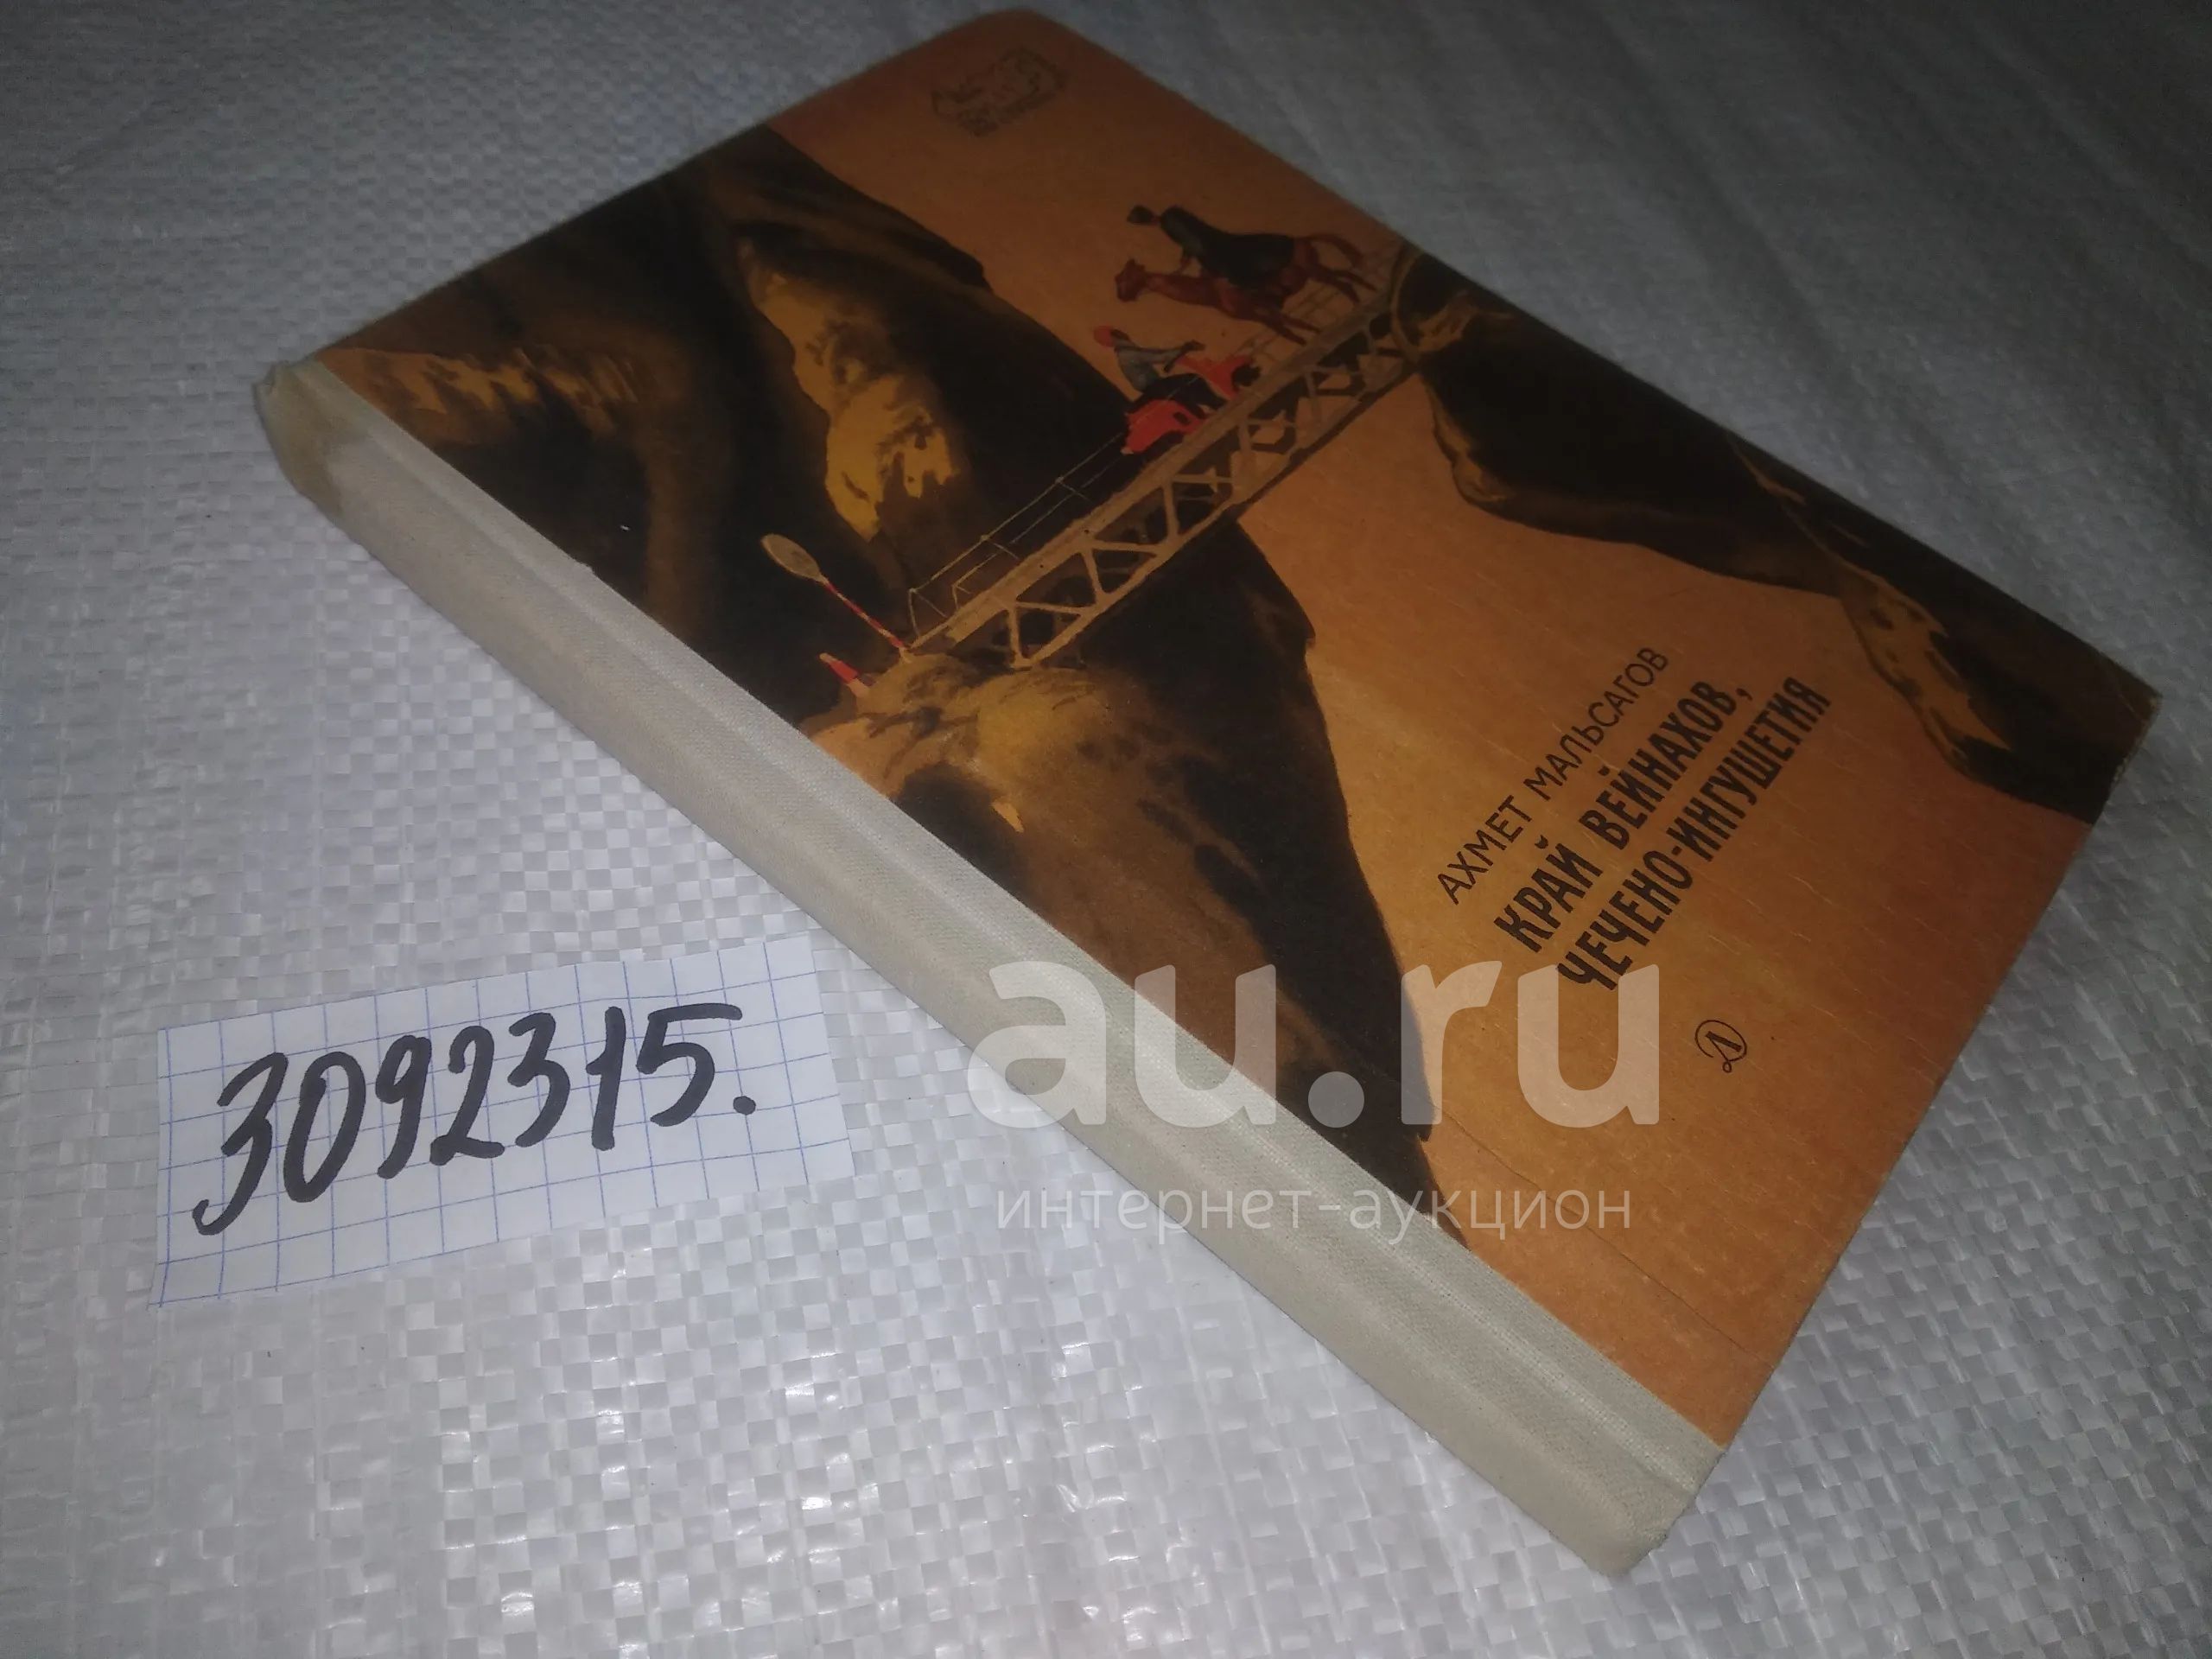 АХМЕТ МАЛЬСАГОВ
КРАЙ ВЕЙНАХОВ,
ЧЕЧЕНО-ИНГУШЕТИЯ
3092315.
au.ru
интернет-аукцион